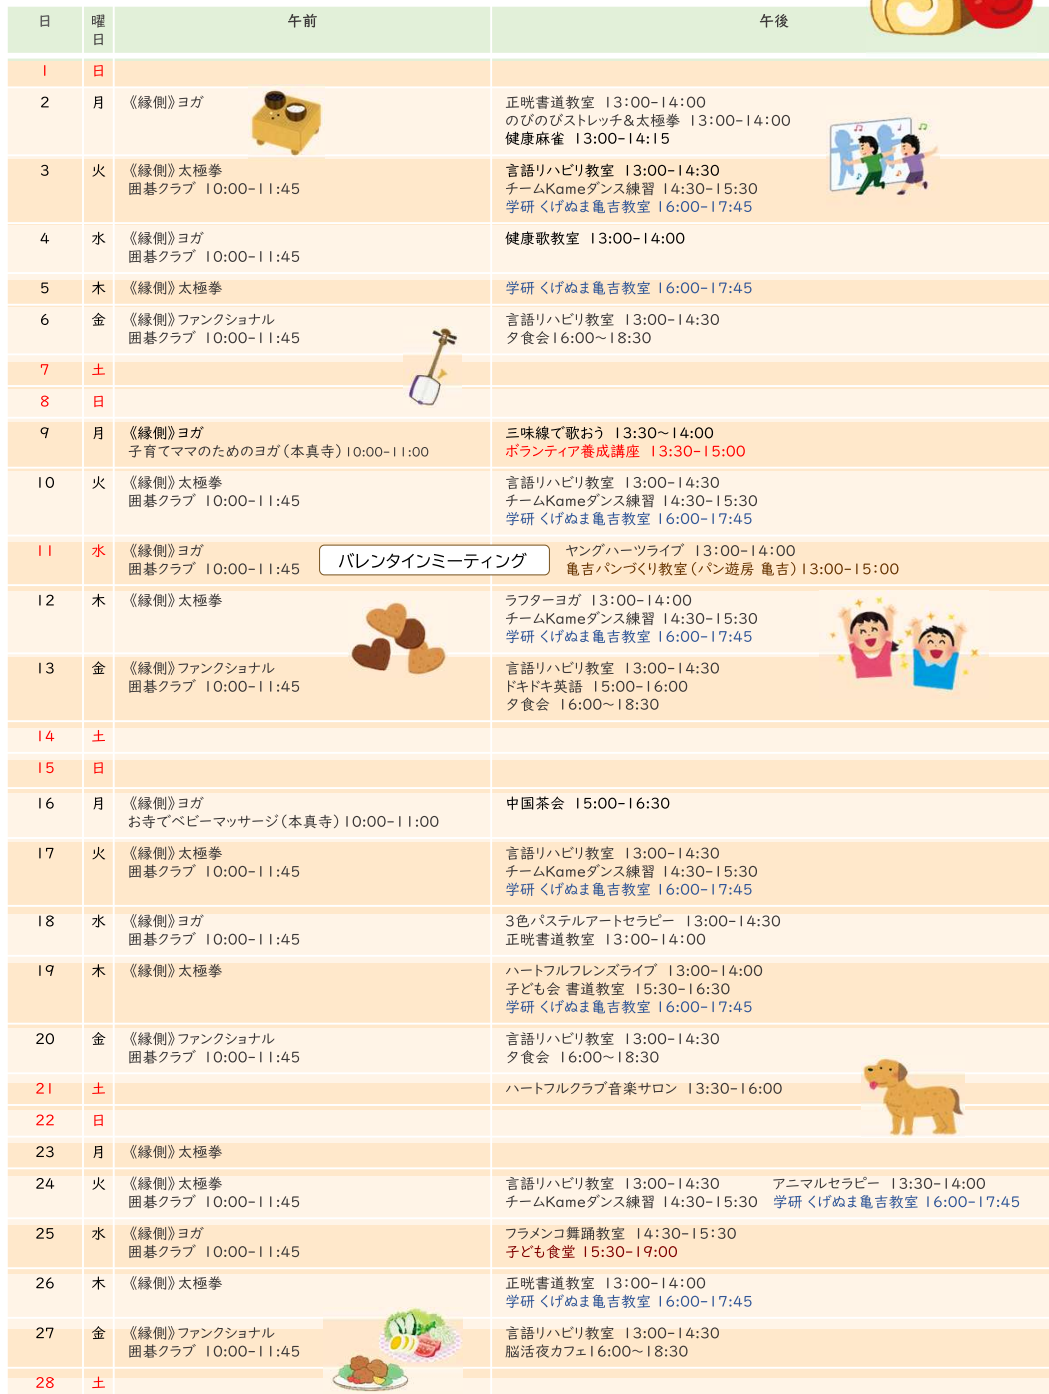 日 曜日 午前 午後
1 日
2 月 《縁側》ヨガ 正晄書道教室 13:00-14:00
のびのびストレッチ&太極拳 13:00-14:00
健康麻雀 13:00-14:15
3 火 《縁側》太極拳 言語リハビリ教室 13:00-14:30
囲碁クラブ 10:00-11:45 チームKameダンス練習 14:30-15:30
学研 くげぬま亀吉教室 16:00-17:45
4 水 《縁側》ヨガ 健康歌教室 13:00-14:00
囲碁クラブ 10:00-11:45
5 木 《縁側》太極拳 学研 くげぬま亀吉教室 16:00-17:45
6 金 《縁側》ファンクショナル 言語リハビリ教室 13:00-14:30
囲碁クラブ 10:00-11:45 夕食会16:00~18:30
7 土
8 日
9 月 《縁側》ヨガ 三味線で歌おう 13:30~14:00
子育てママのためのヨガ(本真寺)10:00-11:00 ボランティア養成講座 13:30-15:00
10 火 《縁側》太極拳 言語リハビリ教室 13:00-14:30
囲碁クラブ 10:00-11:45 チームKameダンス練習 14:30-15:30
学研 くげぬま亀吉教室 16:00-17:45
11 水 《縁側》ヨガ バレンタインミーティング ヤングハーツライブ 13:00-14:00
囲碁クラブ 10:00-11:45 亀吉パンづくり教室(パン遊房 亀吉)13:00-15:00
12 木 《縁側》太極拳 ラフターヨガ 13:00-14:00
チームKameダンス練習 14:30-15:30
学研 くげぬま亀吉教室 16:00-17:45
13 金 《縁側》ファンクショナル 言語リハビリ教室 13:00-14:30
囲碁クラブ 10:00-11:45 ドキドキ英語 15:00-16:00
夕食会 16:00~18:30
14 土
15 日
16 月 《縁側》ヨガ 中国茶会 15:00-16:30
お寺でベビーマッサージ(本真寺)10:00-11:00
17 火 《縁側》太極拳 言語リハビリ教室 13:00-14:30
囲碁クラブ 10:00-11:45 チームKameダンス練習 14:30-15:30
学研 くげぬま亀吉教室 16:00-17:45
18 水 《縁側》ヨガ 3色パステルアートセラピー 13:00-14:30
囲碁クラブ 10:00-11:45 正晄書道教室 13:00-14:00
19 木 《縁側》太極拳 ハートフルフレンズライブ 13:00-14:00
子ども会 書道教室 15:30-16:30
学研 くげぬま亀吉教室 16:00-17:45
20 金 《縁側》ファンクショナル 言語リハビリ教室 13:00-14:30
囲碁クラブ 10:00-11:45 夕食会 16:00~18:30
21 土 ハートフルクラブ音楽サロン 13:30-16:00
22 日
23 月 《縁側》太極拳
24 火 《縁側》太極拳 言語リハビリ教室 13:00-14:30 アニマルセラピー 13:30-14:00
囲碁クラブ 10:00-11:45 チームKameダンス練習 14:30-15:30 学研 くげぬま亀吉教室 16:00-17:45
25 水 《縁側》ヨガ フラメンコ舞踊教室 14:30-15:30
囲碁クラブ 10:00-11:45 子ども食堂 15:30-19:00
26 木 《縁側》太極拳 正晄書道教室 13:00-14:00
学研 くげぬま亀吉教室 16:00-17:45
27 金 《縁側》ファンクショナル 言語リハビリ教室 13:00-14:30
囲碁クラブ 10:00-11:45 脳活夜カフェ16:00~18:30
28 土